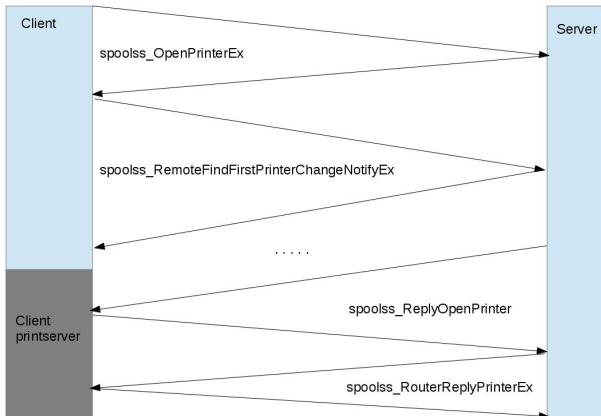 Client
Server
spoolss_OpenPrinterEx
spoolss_RemoteFindFirstPrinterChangeNotifyEx
. . . . .
spoolss_ReplyOpenPrinter
Client
printserver
spoolss_RouterReplyPrinterEx